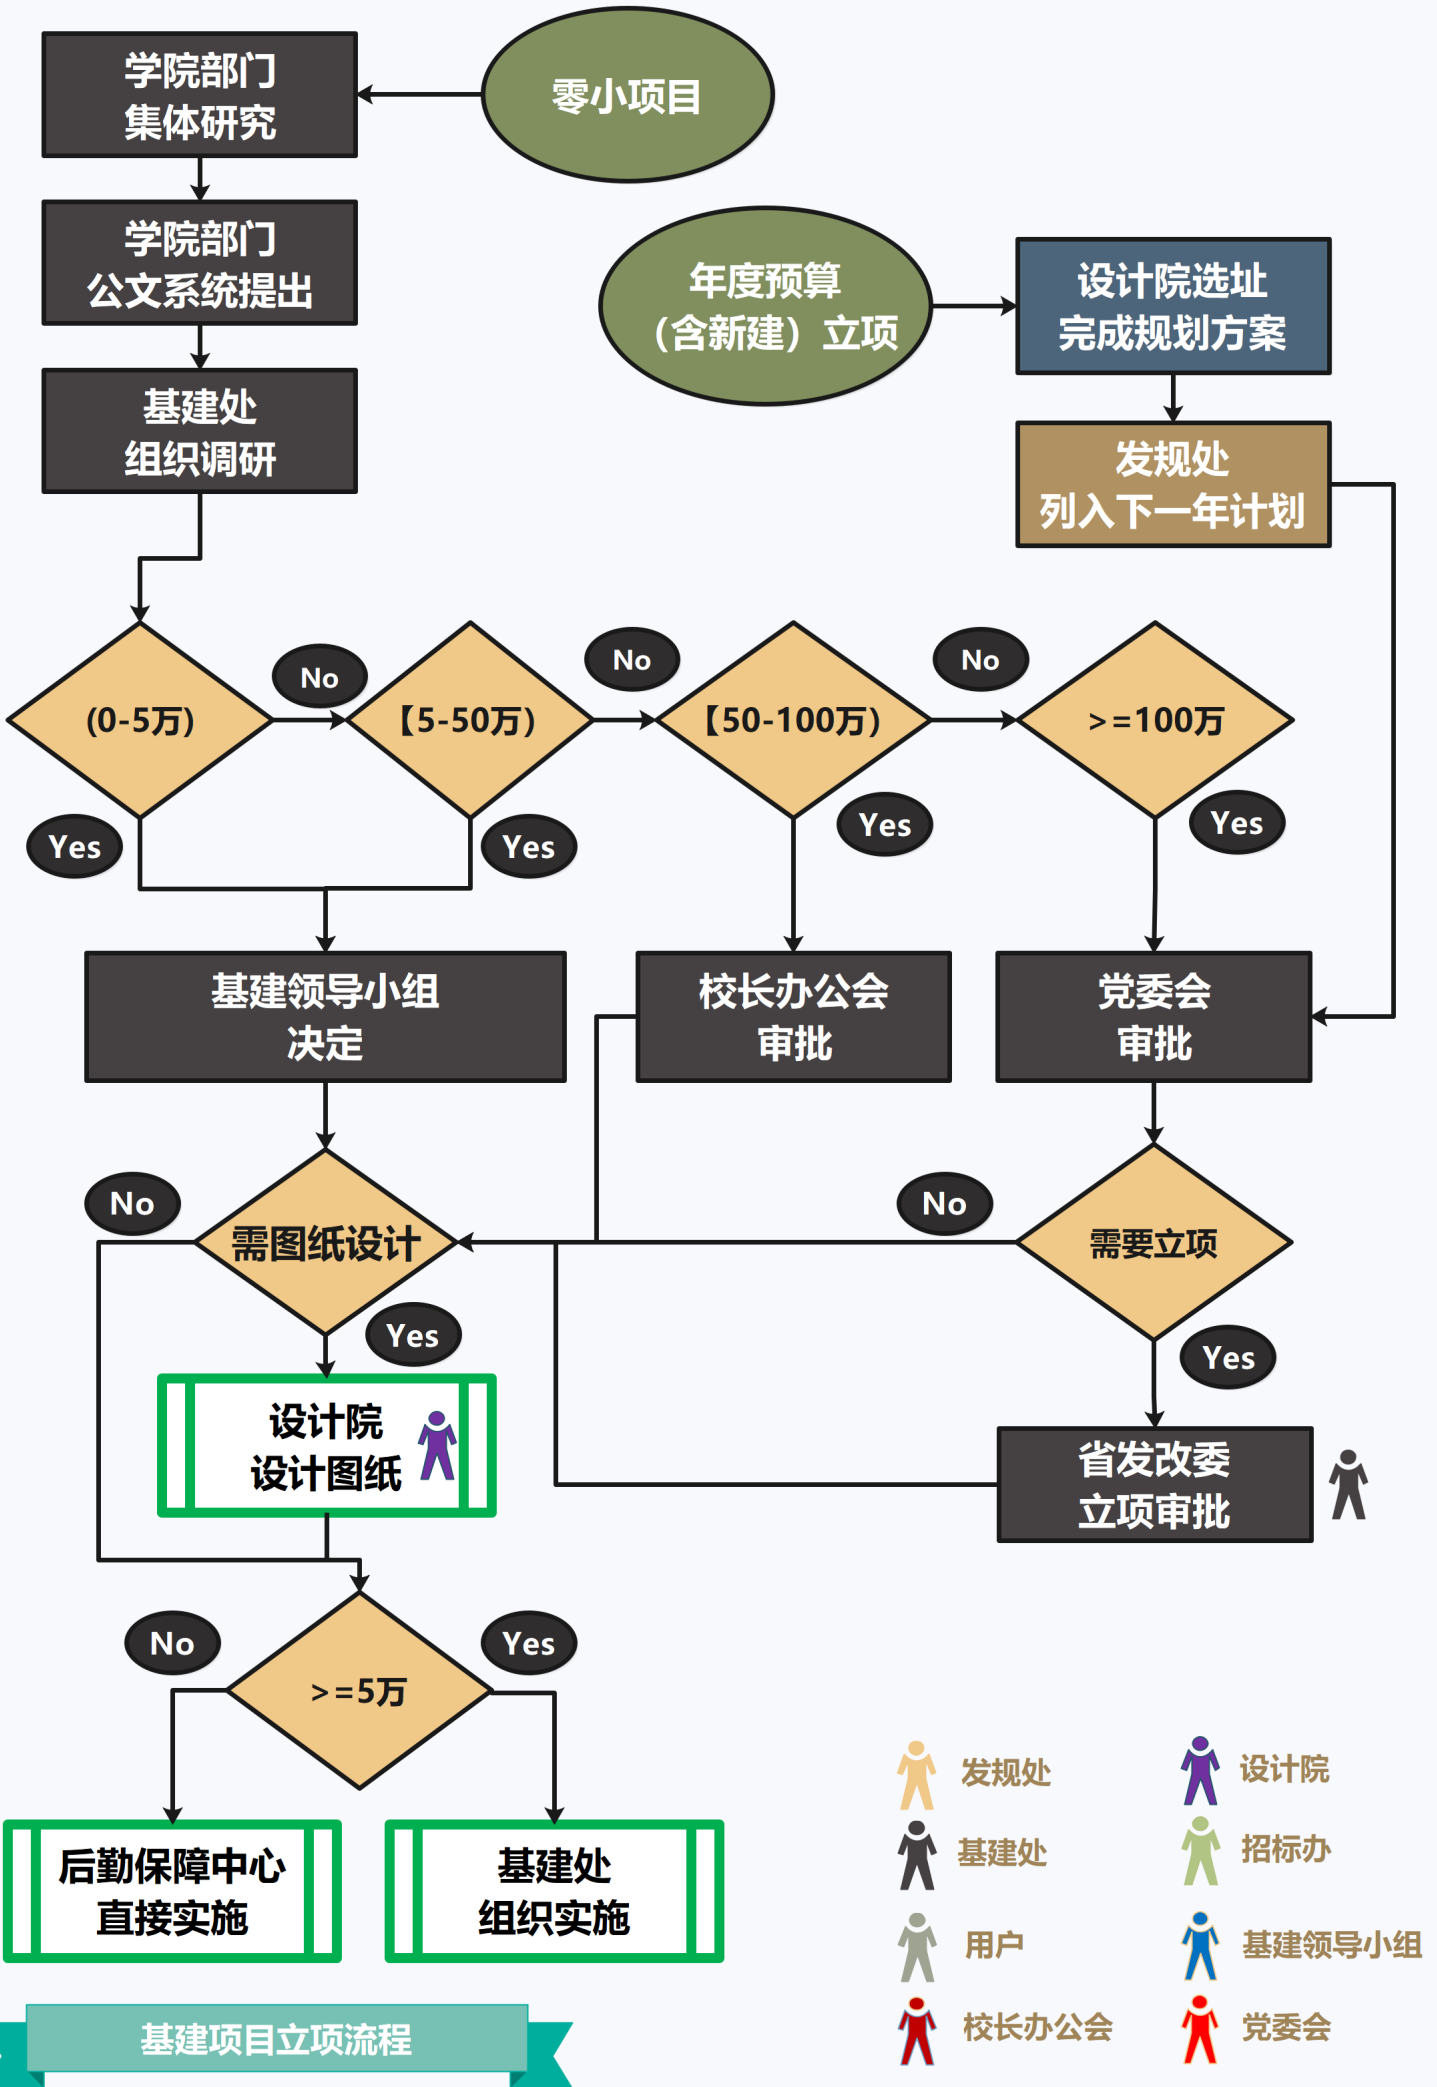 零小项目
学院部门
集体研究
学院部门
公文系统提出
基建处
组织调研
年度预算
（含新建）立项
设计院选址
完成规划方案
发规处
列入下一年计划
(0-5万)
No
【5-50万)
No
【50-100万)
No
>=100万
Yes
Yes
Yes
Yes
基建领导小组
决定
校长办公会
审批
党委会
审批
No
需图纸设计
Yes
No
需要立项
Yes
设计院
设计图纸
省发改委
立项审批
No
>=5万
Yes
后勤保障中心
直接实施
基建处
组织实施
发规处
设计院
基建处
招标办
用户
基建领导小组
校长办公会
党委会
基建项目立项流程